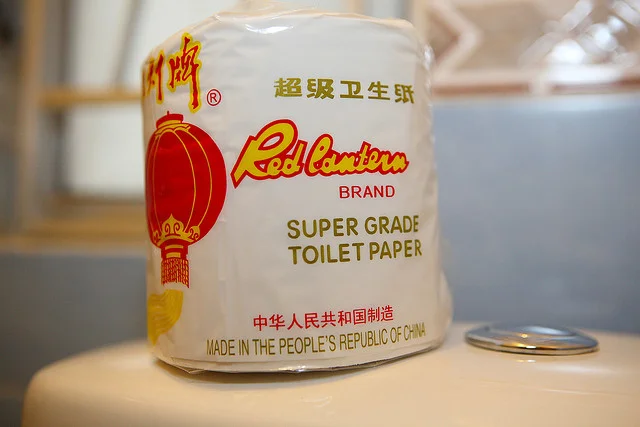 灯牌®
超级卫生纸
Red Lantern
BRAND
SUPER GRADE
TOILET PAPER
中华人民共和国制造
MADE IN THE PEOPLE'S REPUBLIC OF CHINA